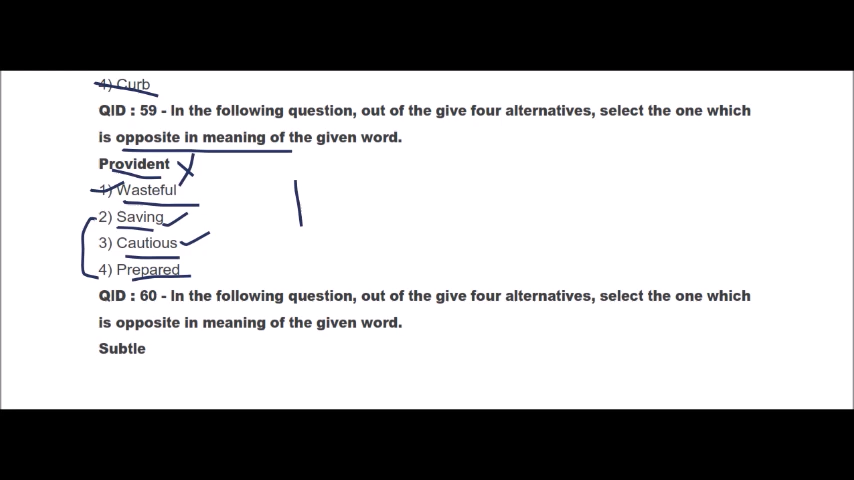 4) Curb
QID : 59 - In the following question, out of the give four alternatives, select the one which
is opposite in meaning of the given word.
Provident
1) Wasteful
2) Saving
3) Cautious
4) Prepared
QID : 60 - In the following question, out of the give four alternatives, select the one which
is opposite in meaning of the given word.
Subtle